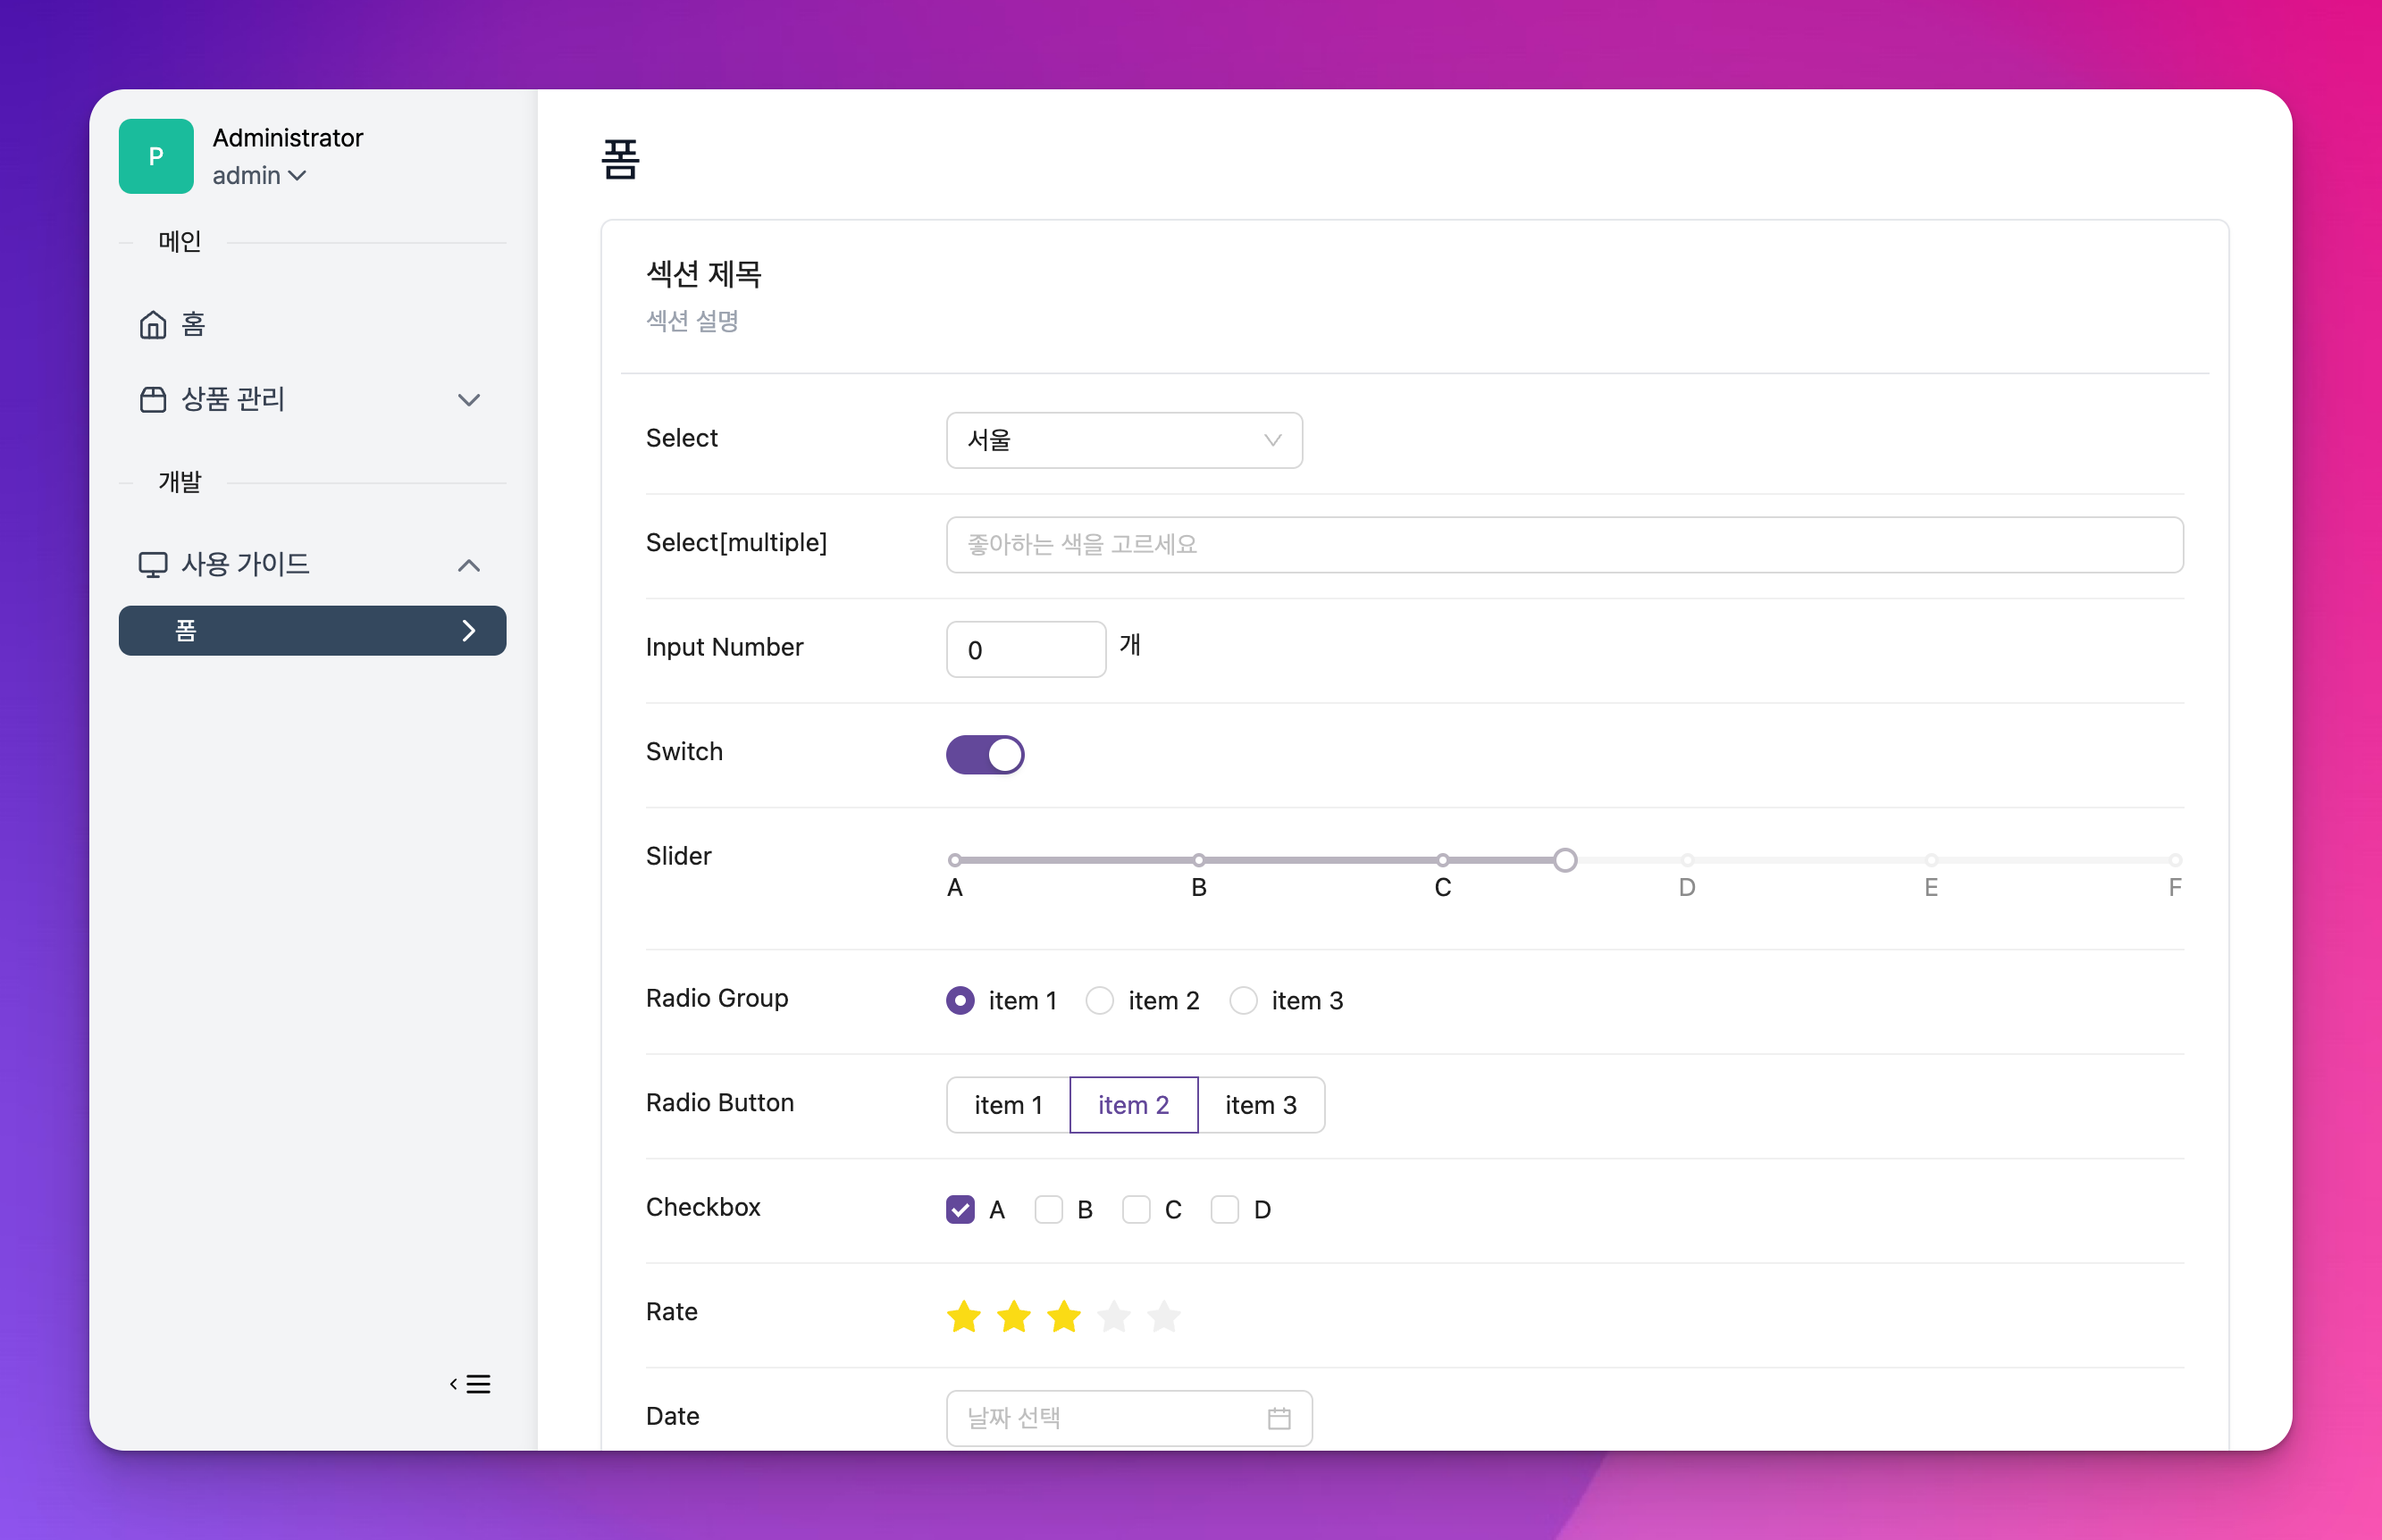 P
Administrator
admin
메인
홈
상품 관리
개발
사용 가이드
폼
폼
섹션 제목
섹션 설명
Select
서울
Select[multiple]
좋아하는 색을 고르세요
Input Number
0 개
Switch
Slider
A B C D E F
Radio Group
item 1 item 2 item 3
Radio Button
item 1 item 2 item 3
Checkbox
A B C D
Rate
Date
날짜 선택